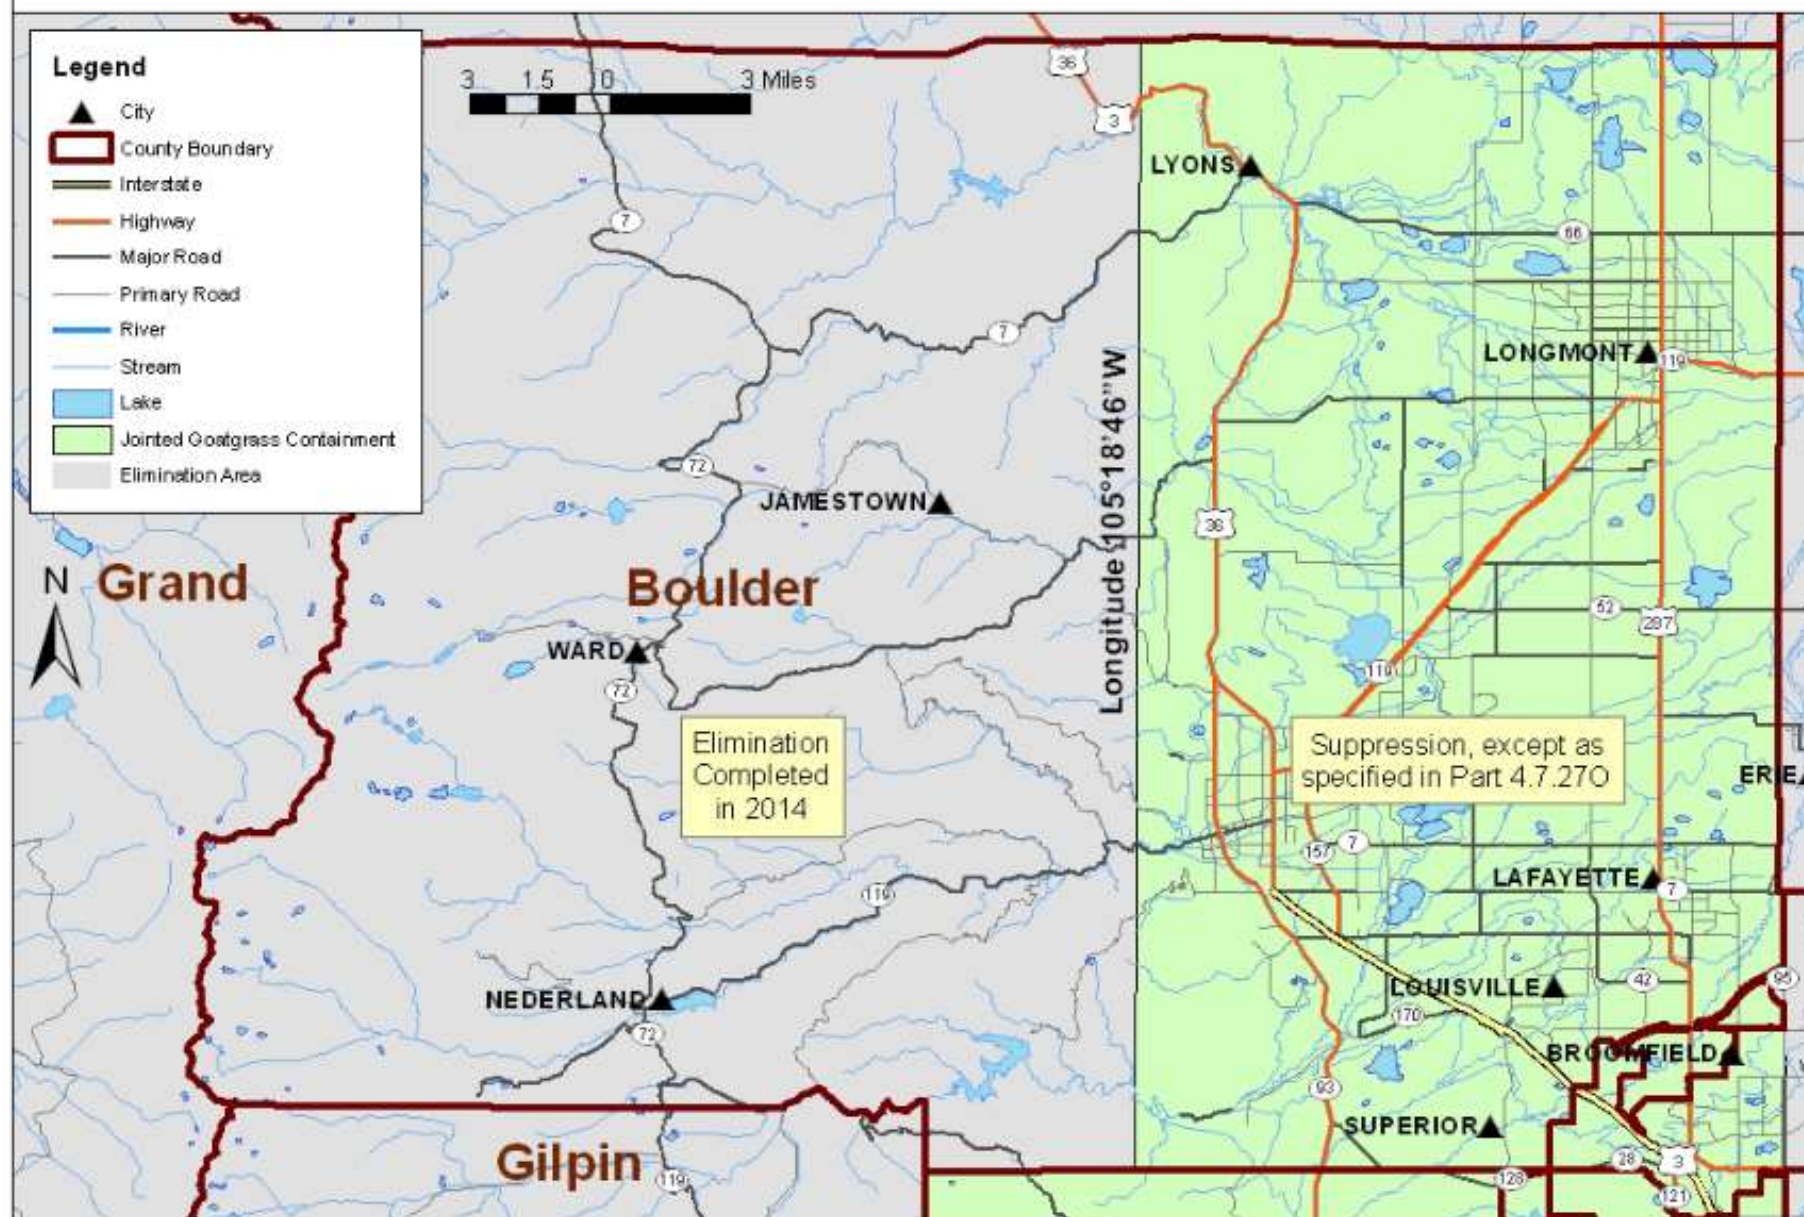 Legend
City
County Boundary
Interstate
Highway
Major Road
Primary Road
River
Stream
Lake
Jointed Goatgrass Containment
Elimination Area
3 1.5 0 3 Miles
36
3
LYONS
7
66
7
LONGMONT
119
72
JAMESTOWN
Longitude 105°18'46"W
36
N
Grand
Boulder
52
287
WARD
119
72
Elimination
Completed
in 2014
Suppression, except as
specified in Part 4.7.27O
ERIE
157
7
LAFAYETTE
7
119
NEDERLAND
LOUISVILLE
42
95
170
72
BROOMFIELD
93
SUPERIOR
Gilpin
28
3
119
128
121